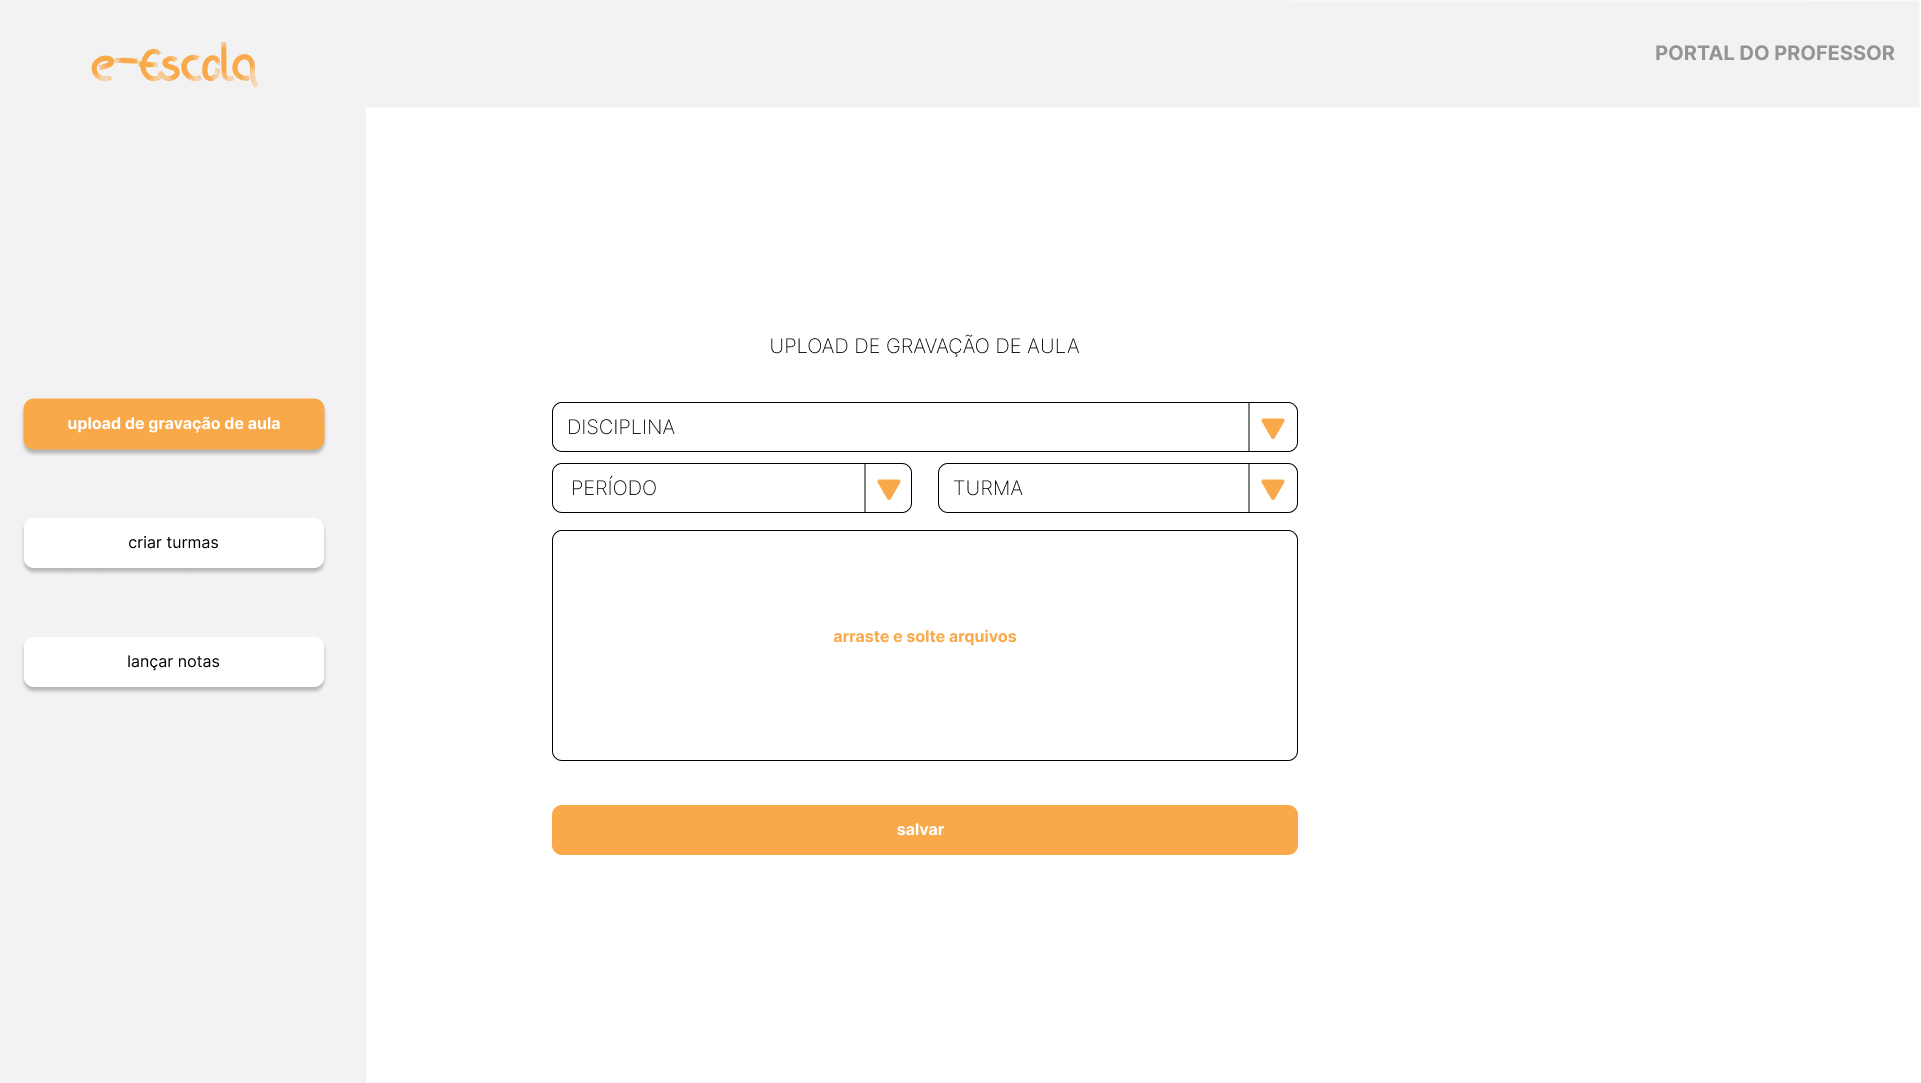 e-Escola
PORTAL DO PROFESSOR
upload de gravação de aula
criar turmas
lançar notas
UPLOAD DE GRAVAÇÃO DE AULA
DISCIPLINA
PERÍODO
TURMA
arraste e solte arquivos
salvar